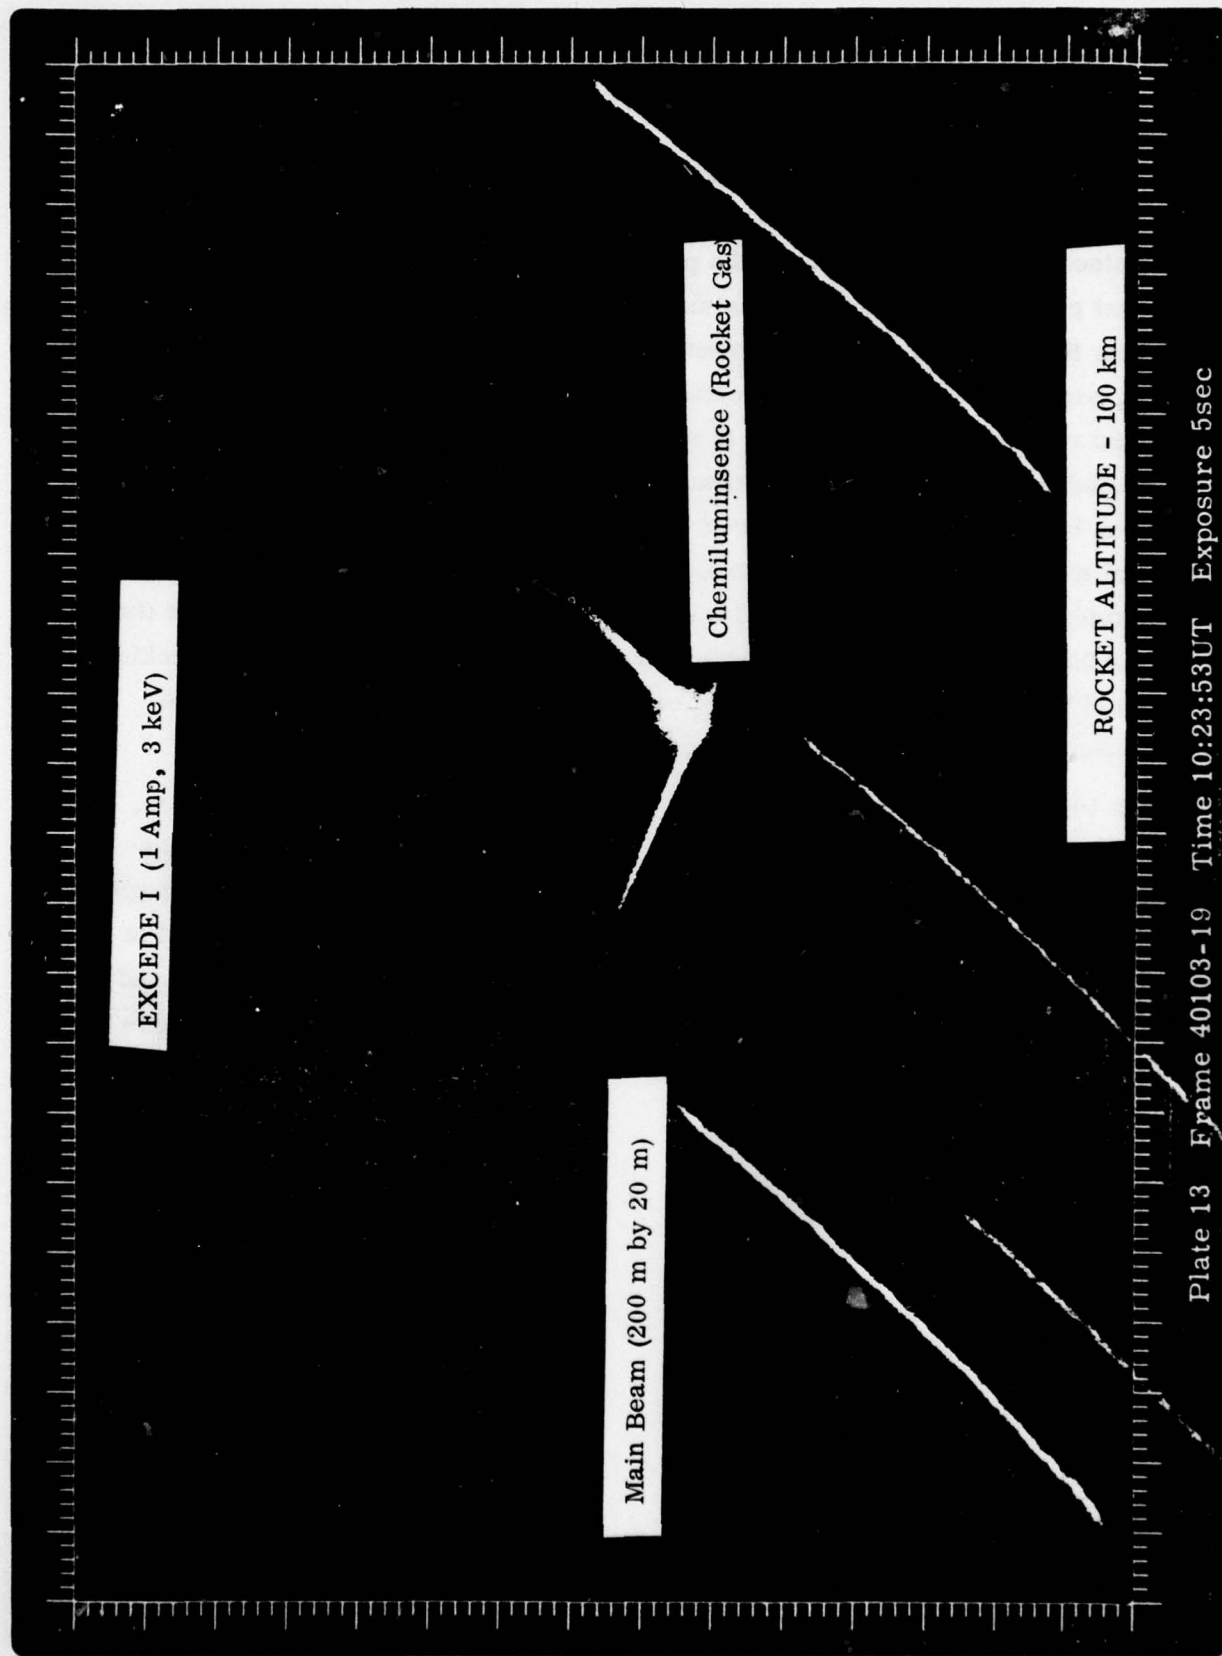 EXCEDE I (1 Amp, 3 keV)
Main Beam (200 m by 20 m)
Chemiluminsence (Rocket Gas)
ROCKET ALTITUDE - 100 km
Plate 13 Frame 40103-19 Time 10:23:53UT Exposure 5sec